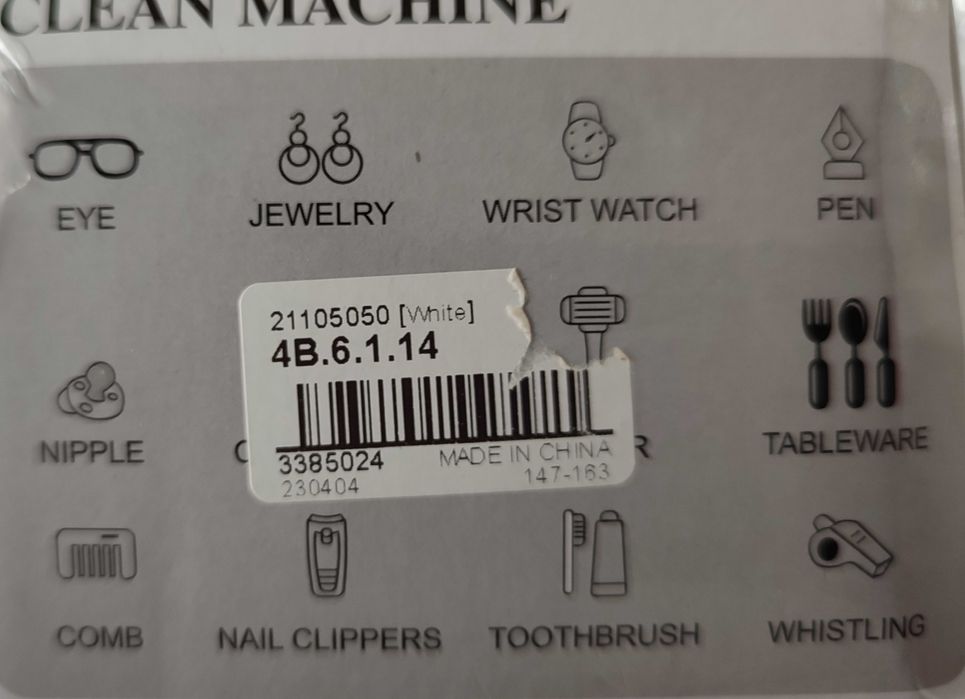 CLEAN MACHINE
EYE
JEWELRY
WRIST WATCH
PEN
21105050 [White]
4B.6.1.14
3385024
MADE IN CHINA
230404
147-163
NIPPLE
TABLEWARE
COMB
NAIL CLIPPERS
TOOTHBRUSH
WHISTLING